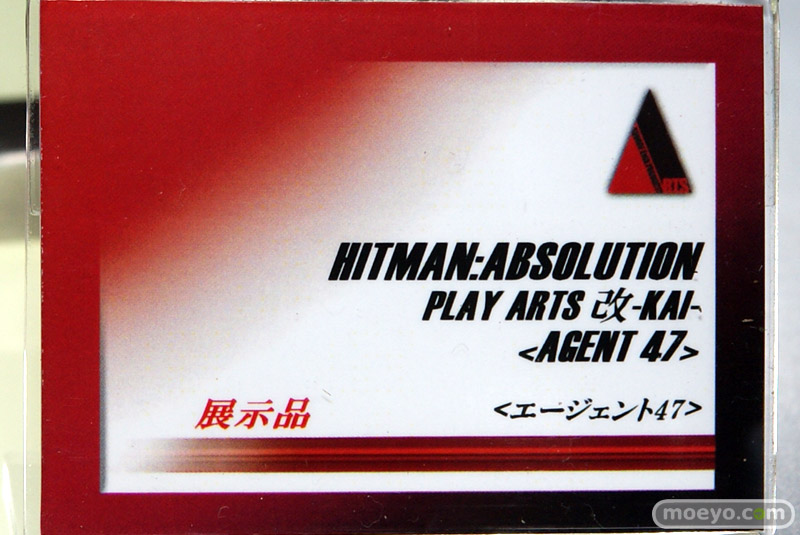 RTS
HITMAN:ABSOLUTION
PLAY ARTS 改-KAI-
<AGENT 47>
<エージェント47>
展示品
moeyo.com